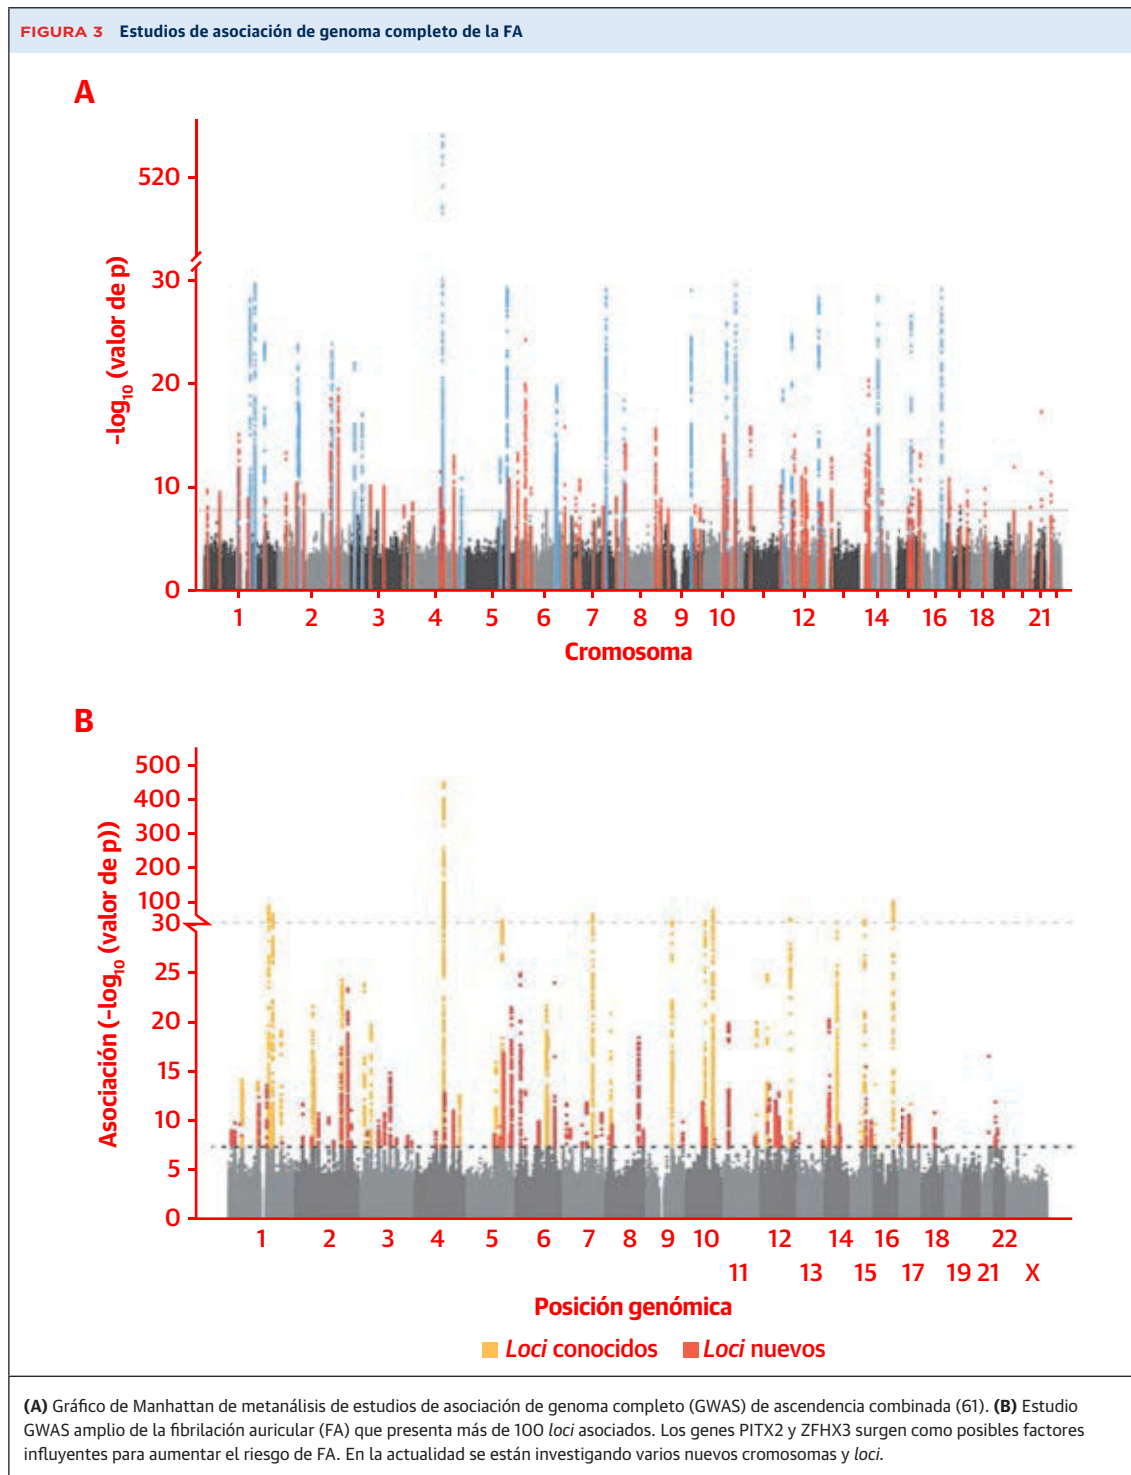 FIGURA 3 Estudios de asociación de genoma completo de la FA
A
520
30
20
10
0
-log10 (valor de p)
1 2 3 4 5 6 7 8 9 10 12 14 16 18 21
Cromosoma
B
500
400
300
200
100
30
25
20
15
10
5
0
Asociación (-log10 (valor de p))
1 2 3 4 5 6 7 8 9 10 12 14 16 18 22
11 13 15 17 19 21 X
Posición genómica
Loci conocidos Loci nuevos
(A) Gráfico de Manhattan de metanálisis de estudios de asociación de genoma completo (GWAS) de ascendencia combinada (61). (B) Estudio
GWAS amplio de la fibrilación auricular (FA) que presenta más de 100 loci asociados. Los genes PITX2 y ZFHX3 surgen como posibles factores
influyentes para aumentar el riesgo de FA. En la actualidad se están investigando varios nuevos cromosomas y loci.